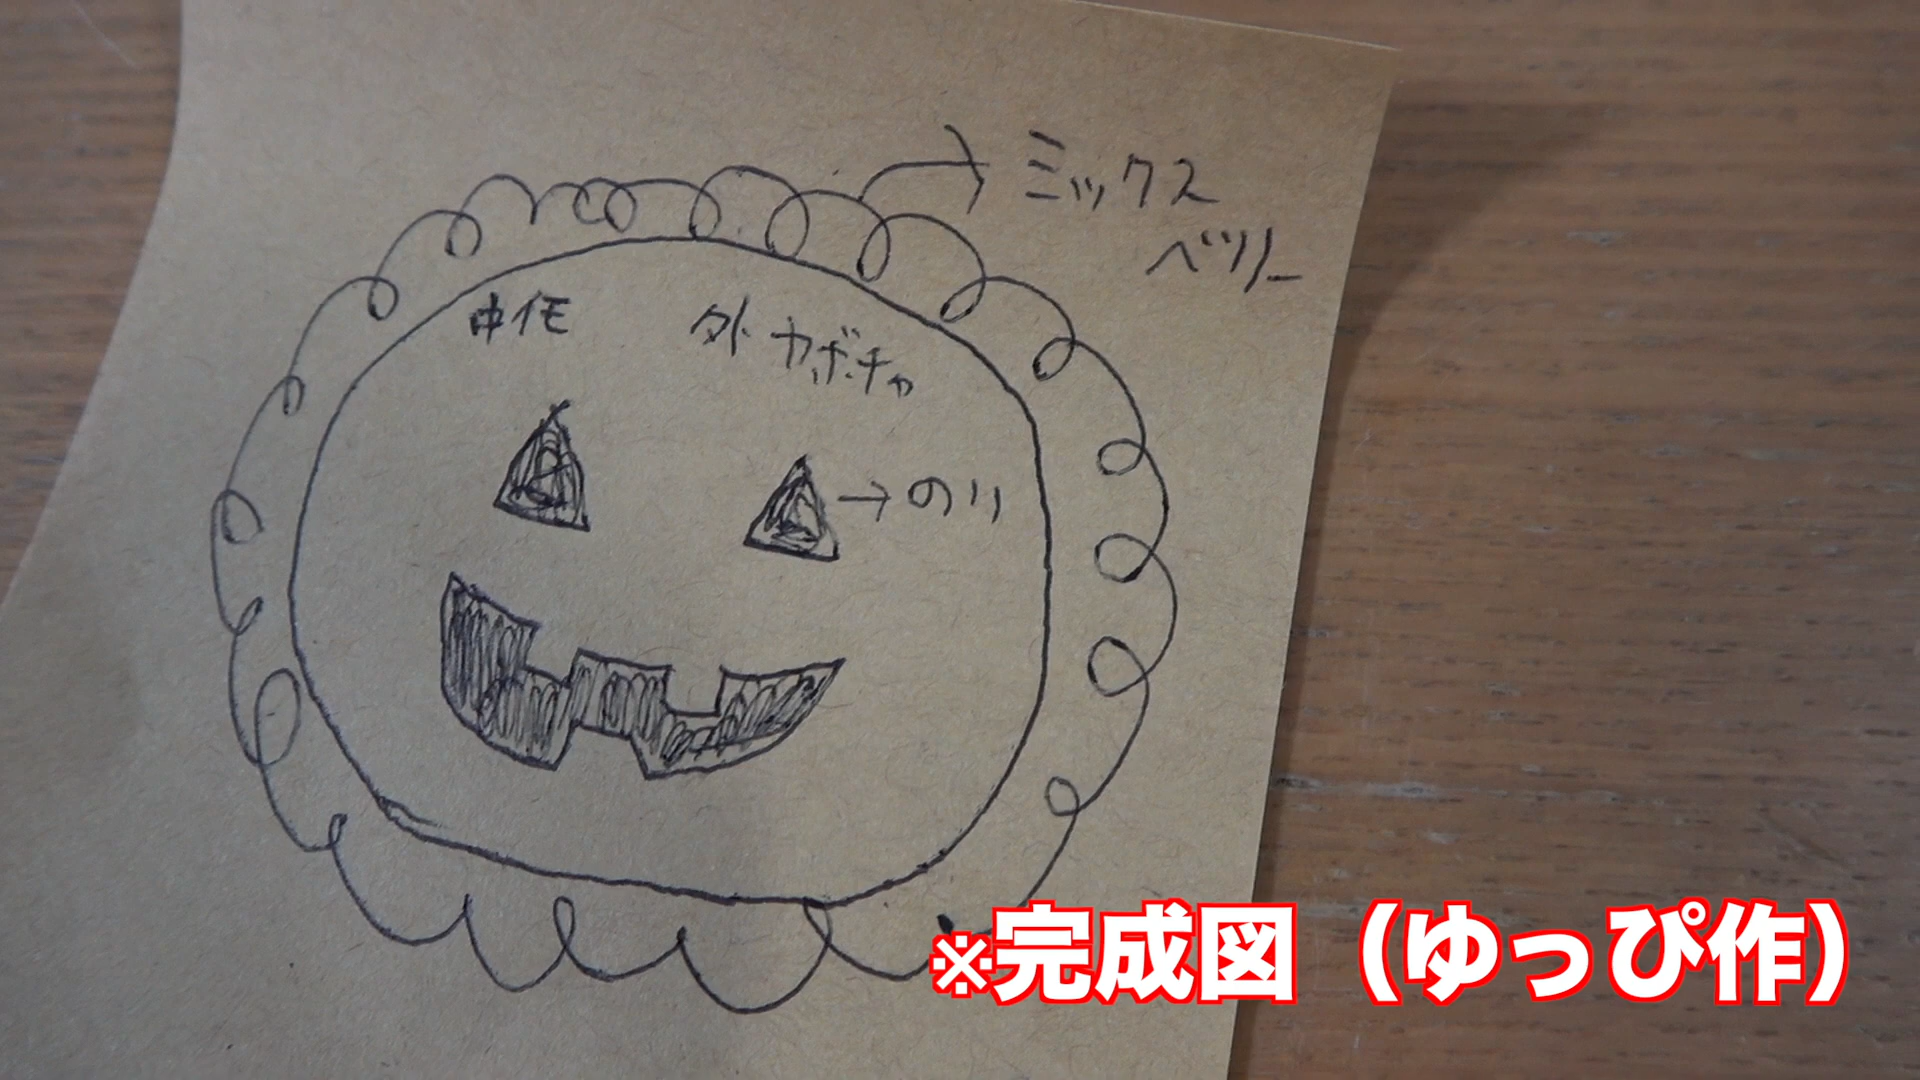 ミックス
ベリー
中イモ
外カボチャ
のり
※完成図（ゆっぴ作）